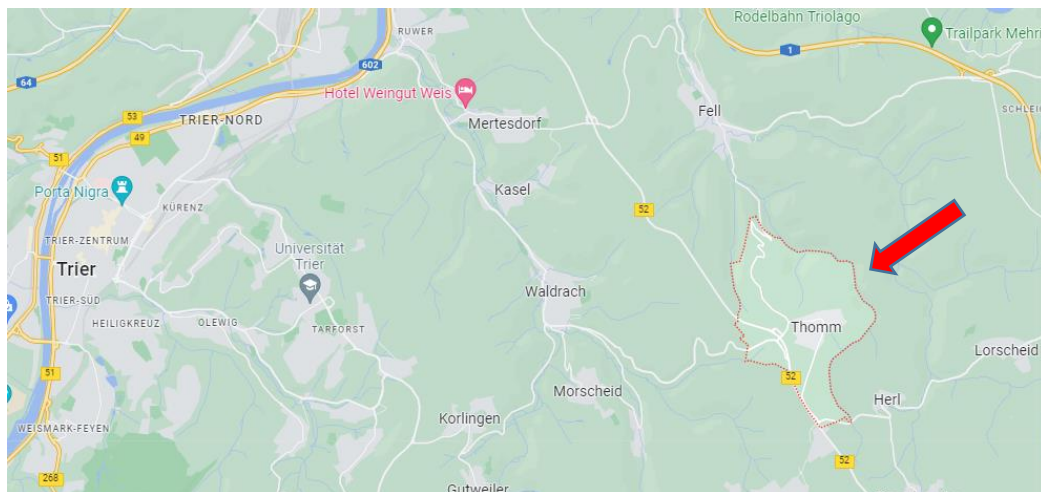 Rodelbahn Triolago
RUWER
Trailpark Mehri
1
602
64
Hotel Weingut Weis
53
TRIER-NORD
Mertesdorf
Fell
SCHLEI
49
51
Kasel
Porta Nigra
KÜRENZ
52
TRIER-ZENTRUM
Universität
Trier
Trier
Waldrach
TRIER-SÜD
HEILIGKREUZ
OLEWIG
TARFORST
Thomm
Lorscheid
51
52
Morscheid
Herl
Korlingen
WEISMARK-FEYEN
52
268
Gutweiler